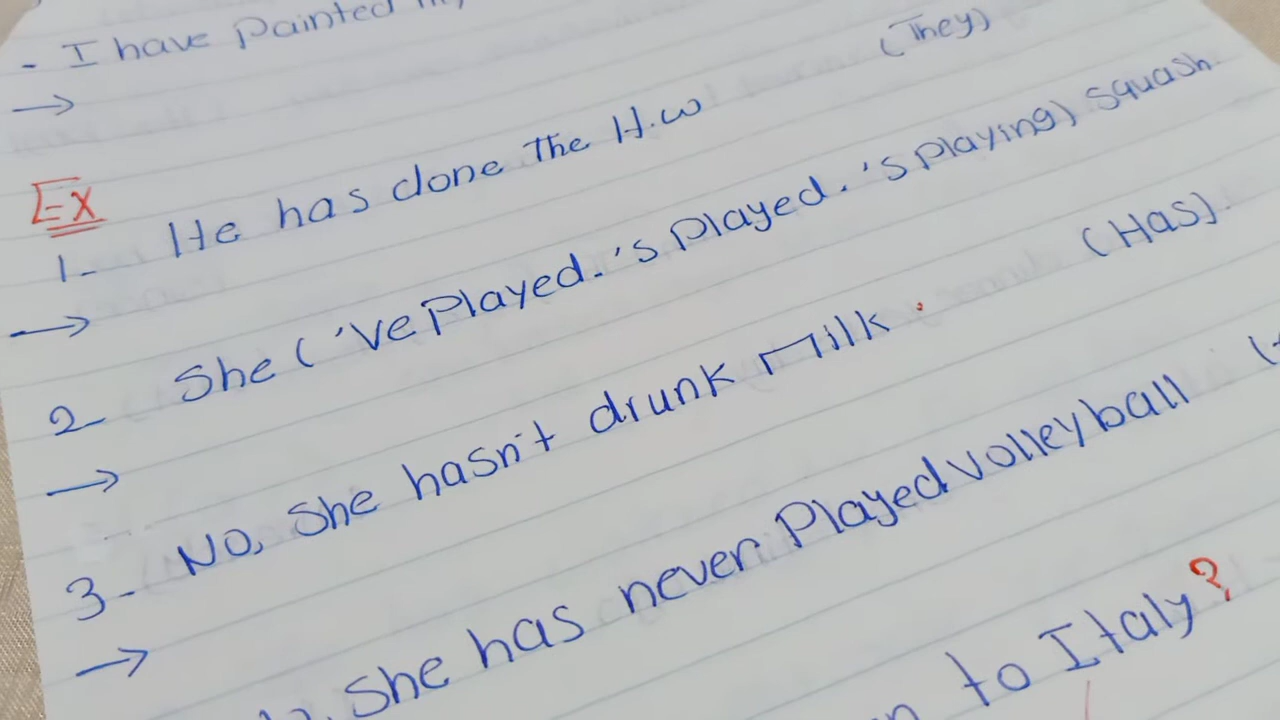 - I have Painted
→
Ex
1- He has done the H.w (They)
→
2- She ( 've Played.'s Played.'s Playing) squash
→
3- No, She hasn't drunk Milk. (Has).
→
She has never Played volleyball
to Italy?